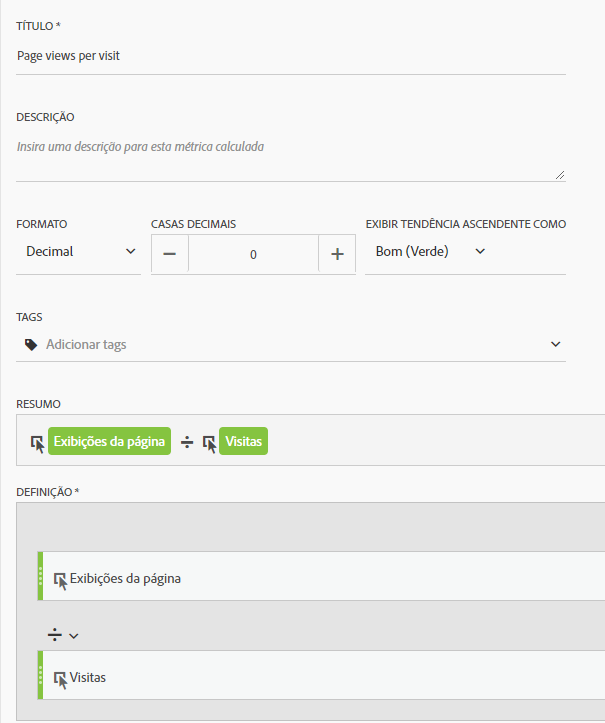 TÍTULO *
Page views per visit
DESCRIÇÃO
Insira uma descrição para esta métrica calculada
FORMATO CASAS DECIMAIS EXIBIR TENDÊNCIA ASCENDENTE COMO
Decimal − 0 + Bom (Verde)
TAGS
Adicionar tags
RESUMO
Exibições da página ÷ Visitas
DEFINIÇÃO *
Exibições da página
÷
Visitas